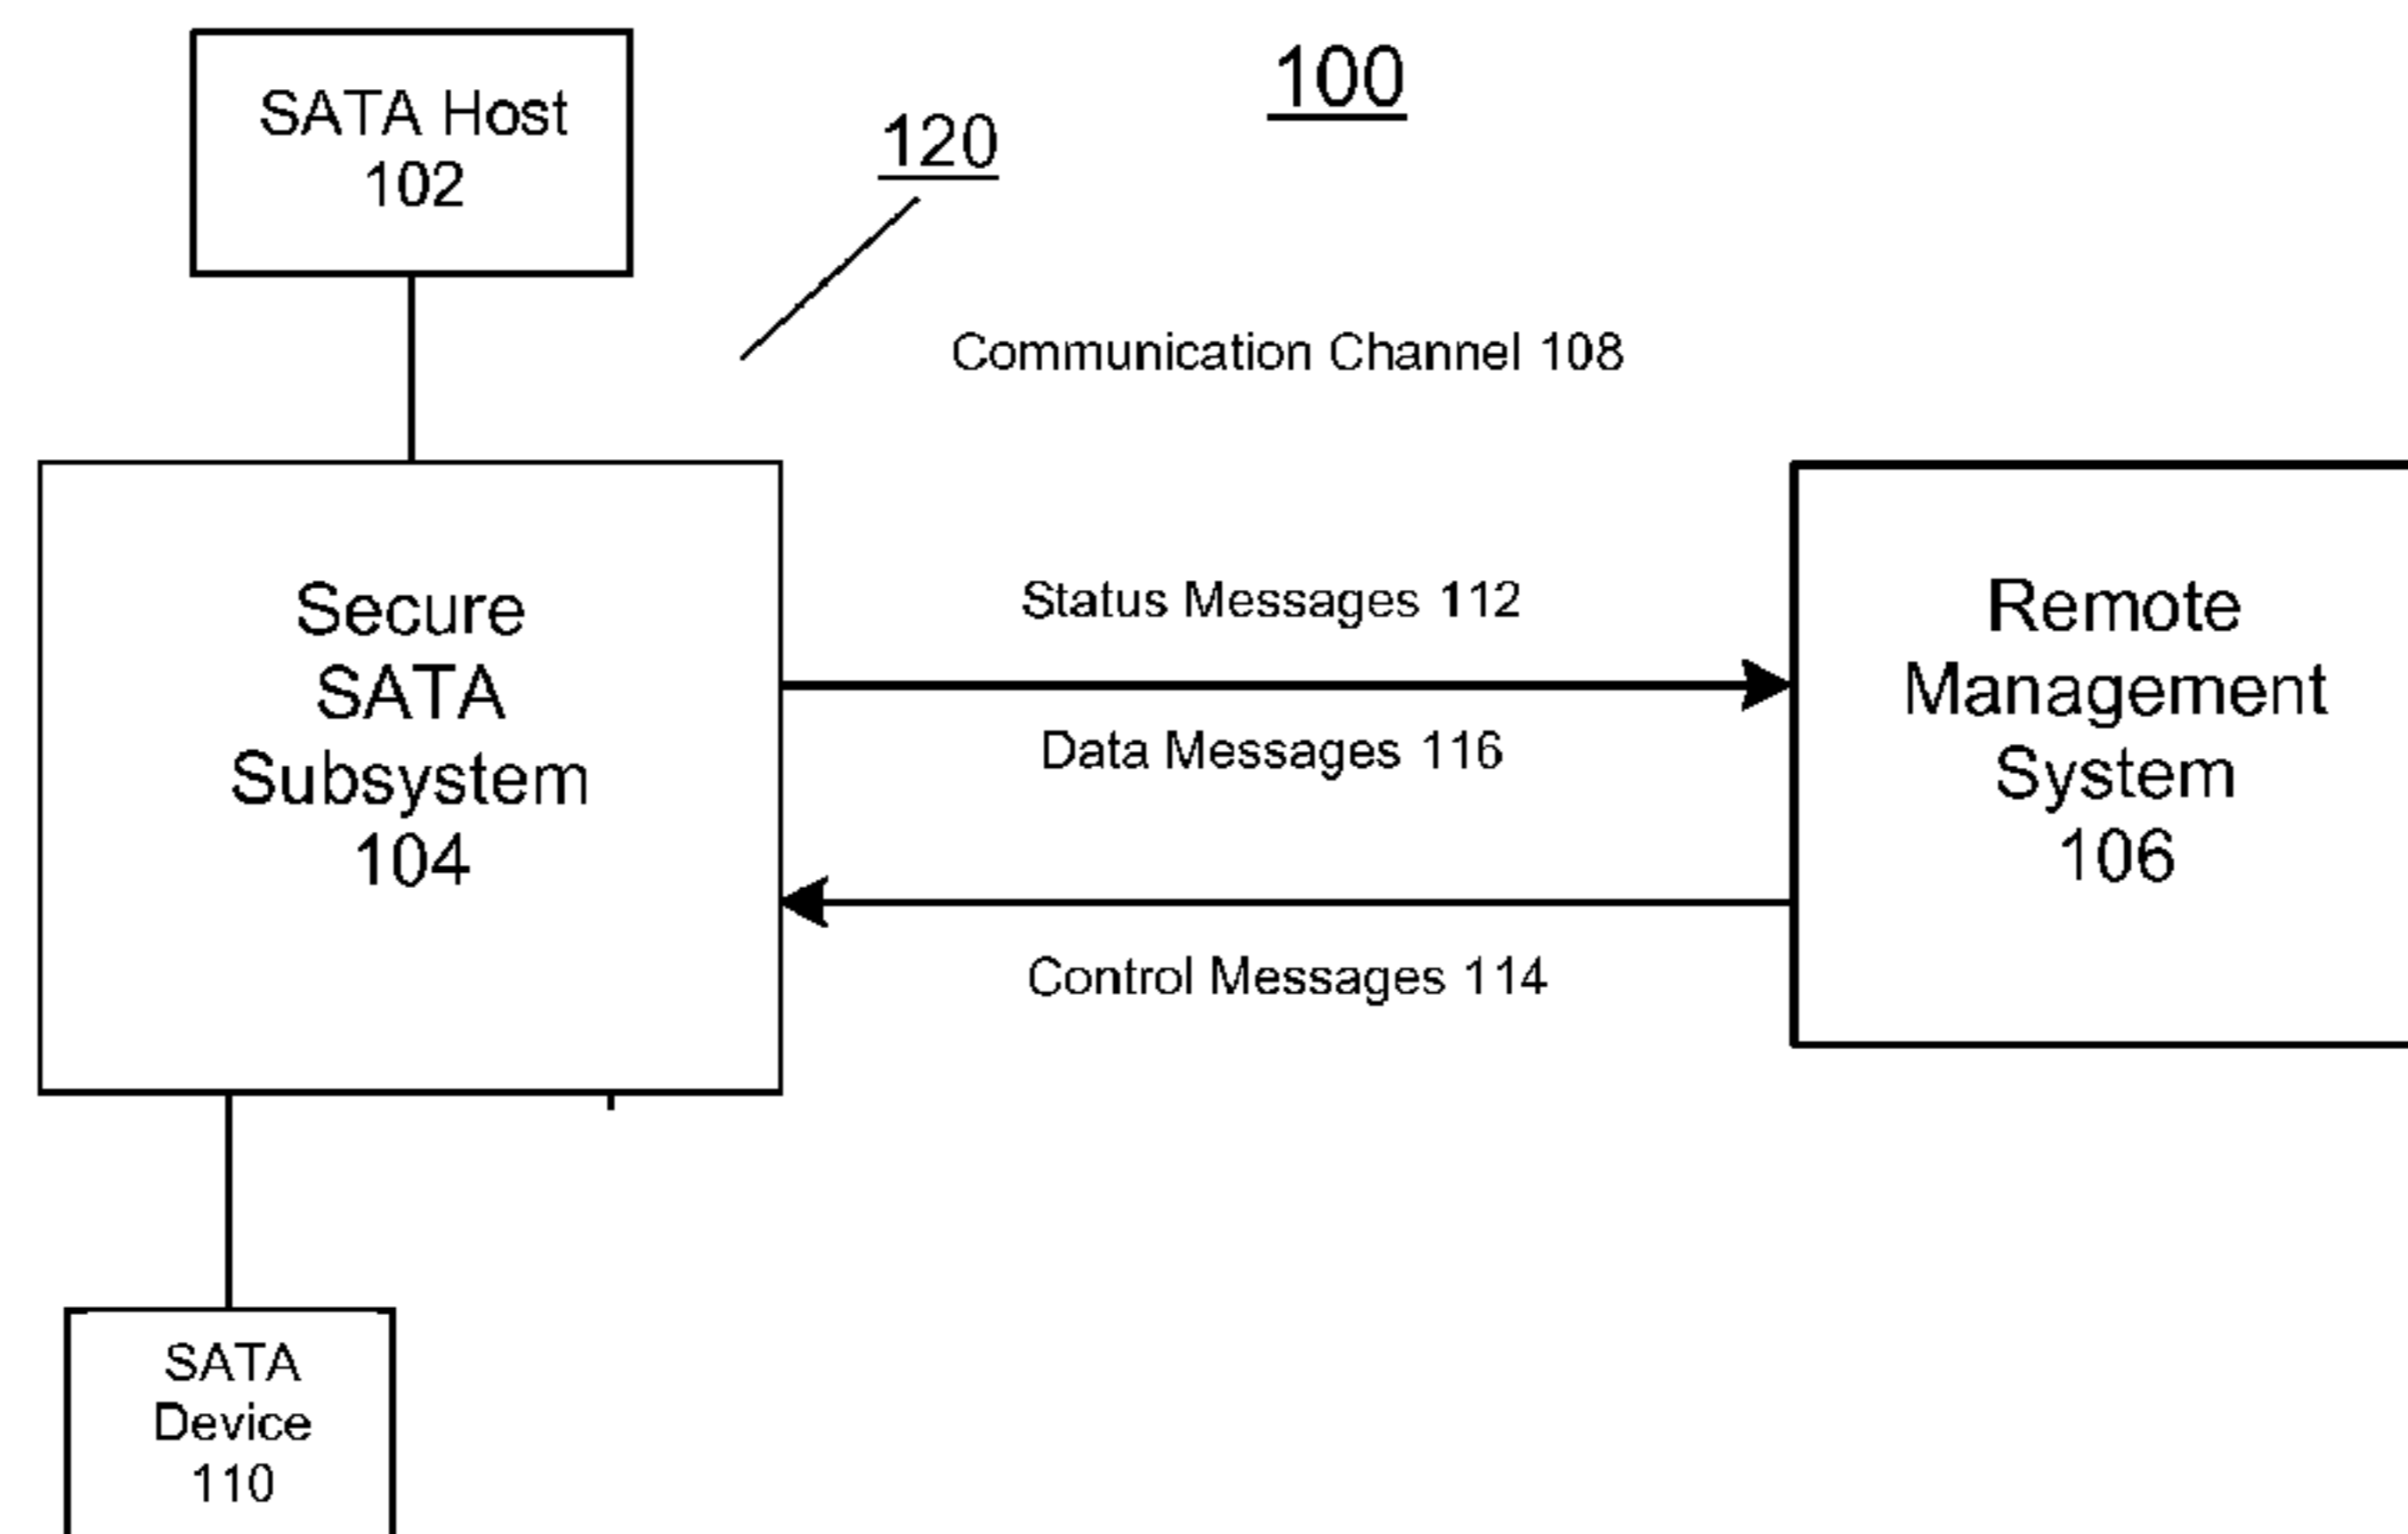 100
SATA Host
102
120
Communication Channel 108
Secure
SATA
Subsystem
104
Status Messages 112
Data Messages 116
Control Messages 114
Remote
Management
System
106
SATA
Device
110